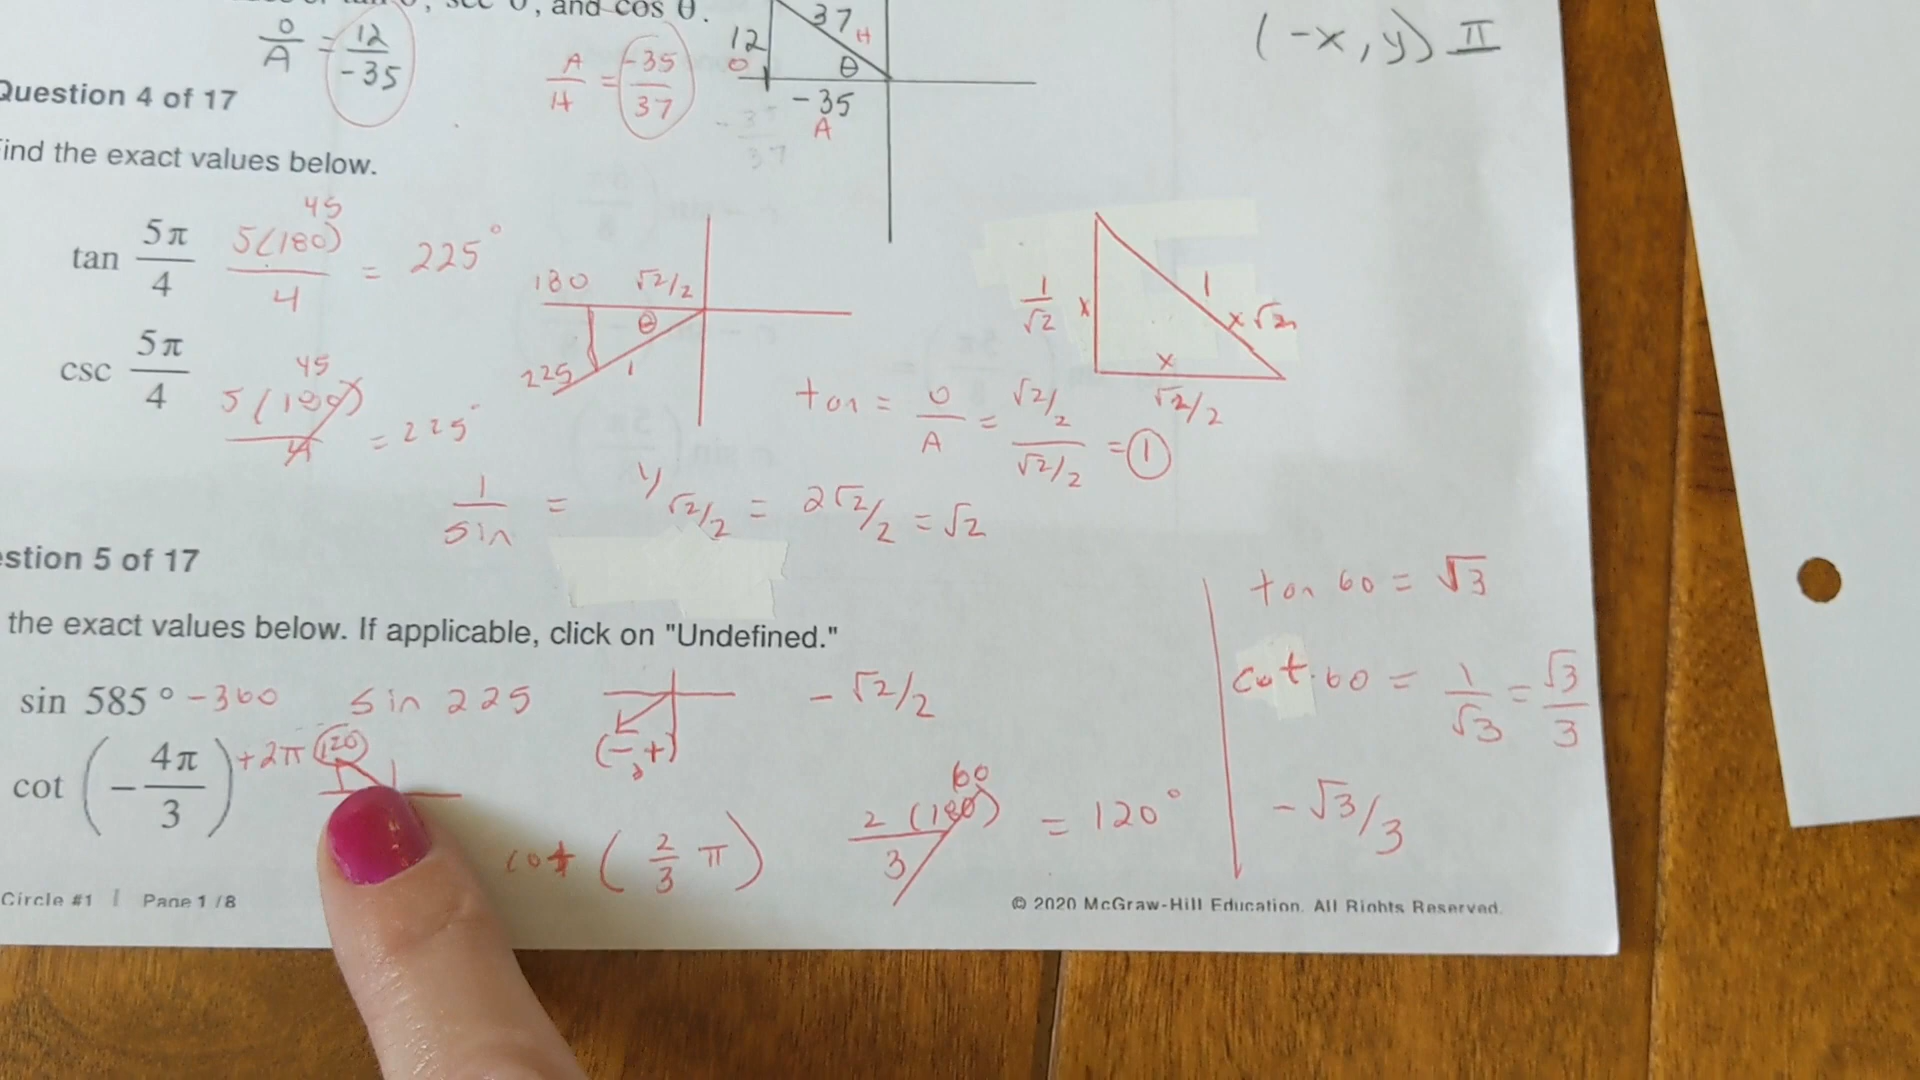 , and cos θ.
O/A = 12/-35
A/H = -35/37
12 O
37 H
θ
-35 A
(-x, y) II
Question 4 of 17
Find the exact values below.
tan 5π/4 5(180)/4 45 = 225°
180 √2/2
θ
225 1
1/√2 x
1 x√2
x
√2/2
csc 5π/4 5(180)/4 45 = 225°
tan = O/A = √2/2 / √2/2 = 1
1/sin = 1/√2/2 = 2√2/2 = √2
estion 5 of 17
the exact values below. If applicable, click on "Undefined."
sin 585° -360 sin 225
(-,+)
-√2/2
cot (-4π/3) +2π 120
cot (2/3 π) 2(180)/3 60 = 120°
tan 60 = √3
cot 60 = 1/√3 = √3/3
-√3/3
Circle #1 | Page 1 / 8
© 2020 McGraw-Hill Education. All Rights Reserved.